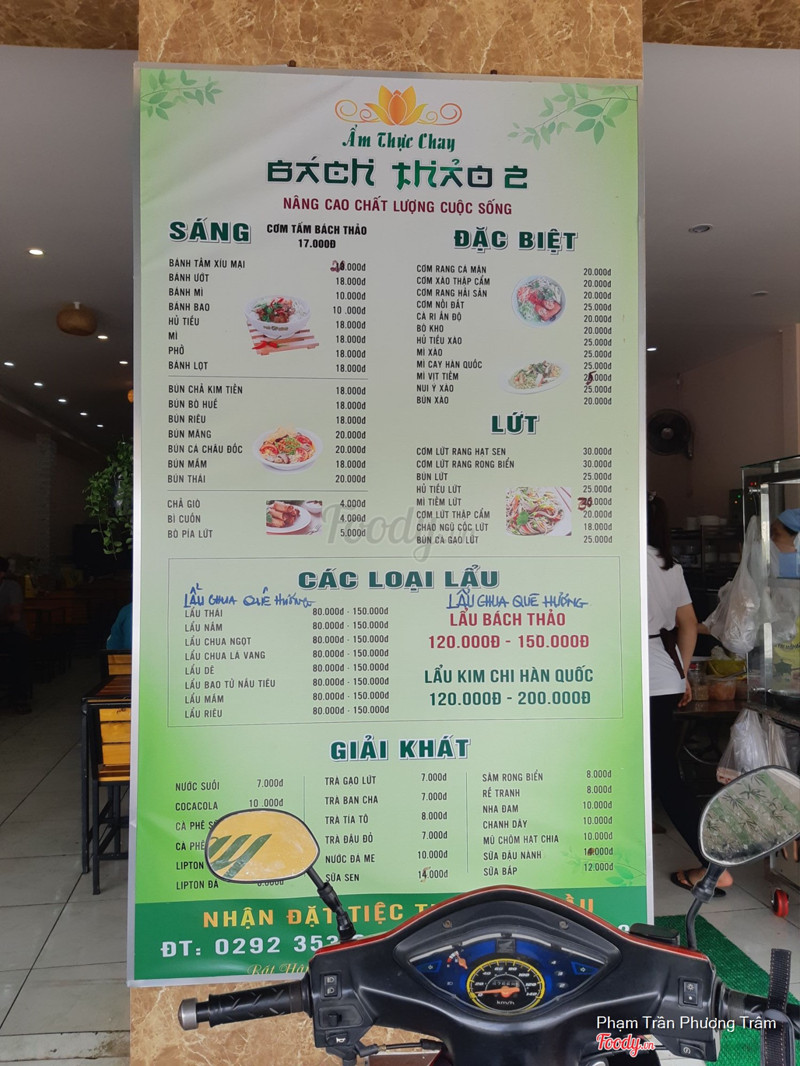 Ẩm Thực Chay
BÁCH THẢO 2
NÂNG CAO CHẤT LƯỢNG CUỘC SỐNG
SÁNG
CƠM TẤM BÁCH THẢO
17.000Đ
BÁNH TẦM XÍU MẠI .000đ
BÁNH ƯỚT 18.000đ
BÁNH MÌ 10.000đ
BÁNH BAO 10 .000đ
HỦ TIẾU 18.000đ
MÌ 18.000đ
PHỞ 18.000đ
BÁNH LỌT 18.000đ
BÚN CHẢ KIM TIỀN 18.000đ
BÚN BÒ HUẾ 18.000đ
BÚN RIÊU 18.000đ
BÚN MĂNG 20.000đ
BÚN CÀ CHÂU ĐỐC 20.000đ
BÚN MẮM 18.000đ
BÚN THÁI 20.000đ
CHẢ GIÒ 4.000đ
BÌ CUỐN 4.000đ
BÒ PÍA LỨT 5.000đ
ĐẶC BIỆT
CƠM RANG CÁ MẶN 20.000đ
CƠM XÀO THẬP CẨM 20.000đ
CƠM RANG HẢI SẢN 20.000đ
CƠM NỒI ĐẤT 25.000đ
CÀ RI ẤN ĐỘ 20.000đ
BÒ KHO 20.000đ
HỦ TIẾU XÀO 25.000đ
MÌ XÀO 25.000đ
MÌ CAY HÀN QUỐC 25.000đ
MÌ VỊT TIỀM 25.000đ
NUI Ý XÀO 25.000đ
BÚN XÀO 20.000đ
LỨT
CƠM LỨT RANG HẠT SEN 30.000đ
CƠM LỨT RANG RONG BIỂN 30.000đ
BÚN LỨT 25.000đ
HỦ TIẾU LỨT 25.000đ
MÌ TIỀM LỨT 30.000đ
CƠM LỨT THẬP CẨM 20.000đ
CHÁO NGŨ CỐC LỨT 18.000đ
BÚN CÀ GẠO LỨT 25.000đ
CÁC LOẠI LẨU
LẨU CHUA QUÊ HƯƠNG
LẨU THÁI 80.000đ - 150.000đ
LẨU NẤM 80.000đ - 150.000đ
LẨU CHUA NGỌT 80.000đ - 150.000đ
LẨU CHUA LÁ VANG 80.000đ - 150.000đ
LẨU DÊ 80.000đ - 150.000đ
LẨU BAO TỬ NẤU TIÊU 80.000đ - 150.000đ
LẨU MẮM 80.000đ - 150.000đ
LẨU RIÊU 80.000đ - 150.000đ
LẨU CHUA QUÊ HƯƠNG
LẨU BÁCH THẢO
120.000Đ - 150.000Đ
LẨU KIM CHI HÀN QUỐC
120.000Đ - 200.000Đ
GIẢI KHÁT
NƯỚC SUỐI 7.000đ
COCACOLA 10 .000đ
CÀ PHÊ
CÀ PHÊ
LIPTON
LIPTON ĐÁ
TRÀ GẠO LỨT 7.000đ
TRÀ BAN CHA 7.000đ
TRÀ TÍA TÔ 8.000đ
TRÀ ĐẬU ĐỎ 7.000đ
NƯỚC ĐÁ ME 10.000đ
SỮA SEN
SÂM RONG BIỂN 8.000đ
RỄ TRANH 8.000đ
NHA ĐAM 10.000đ
CHANH DÂY 10.000đ
MỦ CHÔM HẠT CHIA 10.000đ
SỮA ĐẬU NÀNH
SỮA BẮP 12.000đ
NHẬN ĐẶT TIỆC
ĐT: 0292 353
Rất
km/h
Foody.vn
Phạm Trần Phương Trâm
Foody.vn